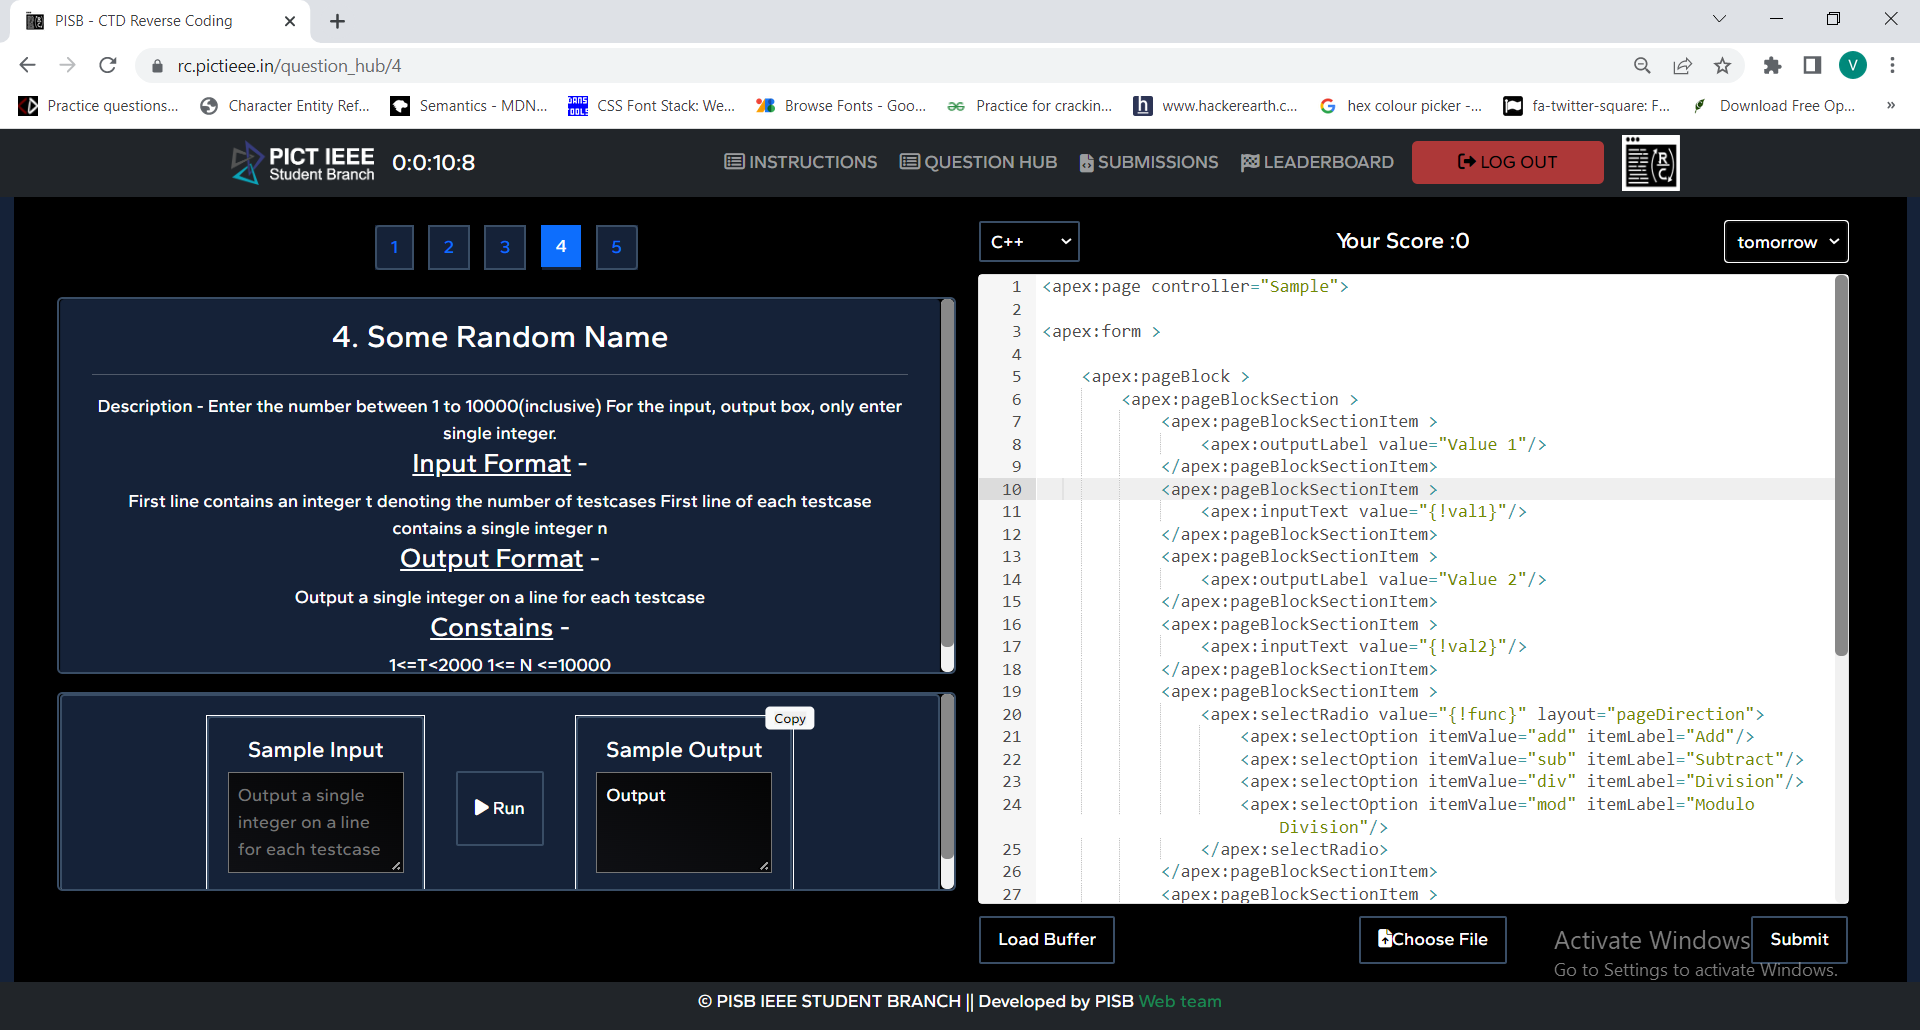 PISB - CTD Reverse Coding
rc.pictieee.in/question_hub/4
V
Practice questions...
Character Entity Ref...
Semantics - MDN...
CSS Font Stack: We...
Browse Fonts - Goo...
Practice for crackin...
www.hackerearth.c...
hex colour picker -...
fa-twitter-square: F...
Download Free Op...
»
PICT IEEE
Student Branch
0:0:10:8
INSTRUCTIONS
QUESTION HUB
SUBMISSIONS
LEADERBOARD
LOG OUT
1
2
3
4
5
4. Some Random Name
Description - Enter the number between 1 to 10000(inclusive) For the input, output box, only enter
single integer.
Input Format -
First line contains an integer t denoting the number of testcases First line of each testcase
contains a single integer n
Output Format -
Output a single integer on a line for each testcase
Constains -
1<=T<2000 1<= N <=10000
Sample Input
Output a single
integer on a line
for each testcase
Run
Copy
Sample Output
Output
C++
Your Score :0
tomorrow
1 <apex:page controller="Sample">
2
3 <apex:form >
4
5 <apex:pageBlock >
6 <apex:pageBlockSection >
7 <apex:pageBlockSectionItem >
8 <apex:outputLabel value="Value 1"/>
9 </apex:pageBlockSectionItem>
10 <apex:pageBlockSectionItem >
11 <apex:inputText value="{!val1}"/>
12 </apex:pageBlockSectionItem>
13 <apex:pageBlockSectionItem >
14 <apex:outputLabel value="Value 2"/>
15 </apex:pageBlockSectionItem>
16 <apex:pageBlockSectionItem >
17 <apex:inputText value="{!val2}"/>
18 </apex:pageBlockSectionItem>
19 <apex:pageBlockSectionItem >
20 <apex:selectRadio value="{!func}" layout="pageDirection">
21 <apex:selectOption itemValue="add" itemLabel="Add"/>
22 <apex:selectOption itemValue="sub" itemLabel="Subtract"/>
23 <apex:selectOption itemValue="div" itemLabel="Division"/>
24 <apex:selectOption itemValue="mod" itemLabel="Modulo
Division"/>
25 </apex:selectRadio>
26 </apex:pageBlockSectionItem>
27 <apex:pageBlockSectionItem >
Load Buffer
Choose File
Submit
Activate Windows
Go to Settings to activate Windows.
© PISB IEEE STUDENT BRANCH || Developed by PISB Web team